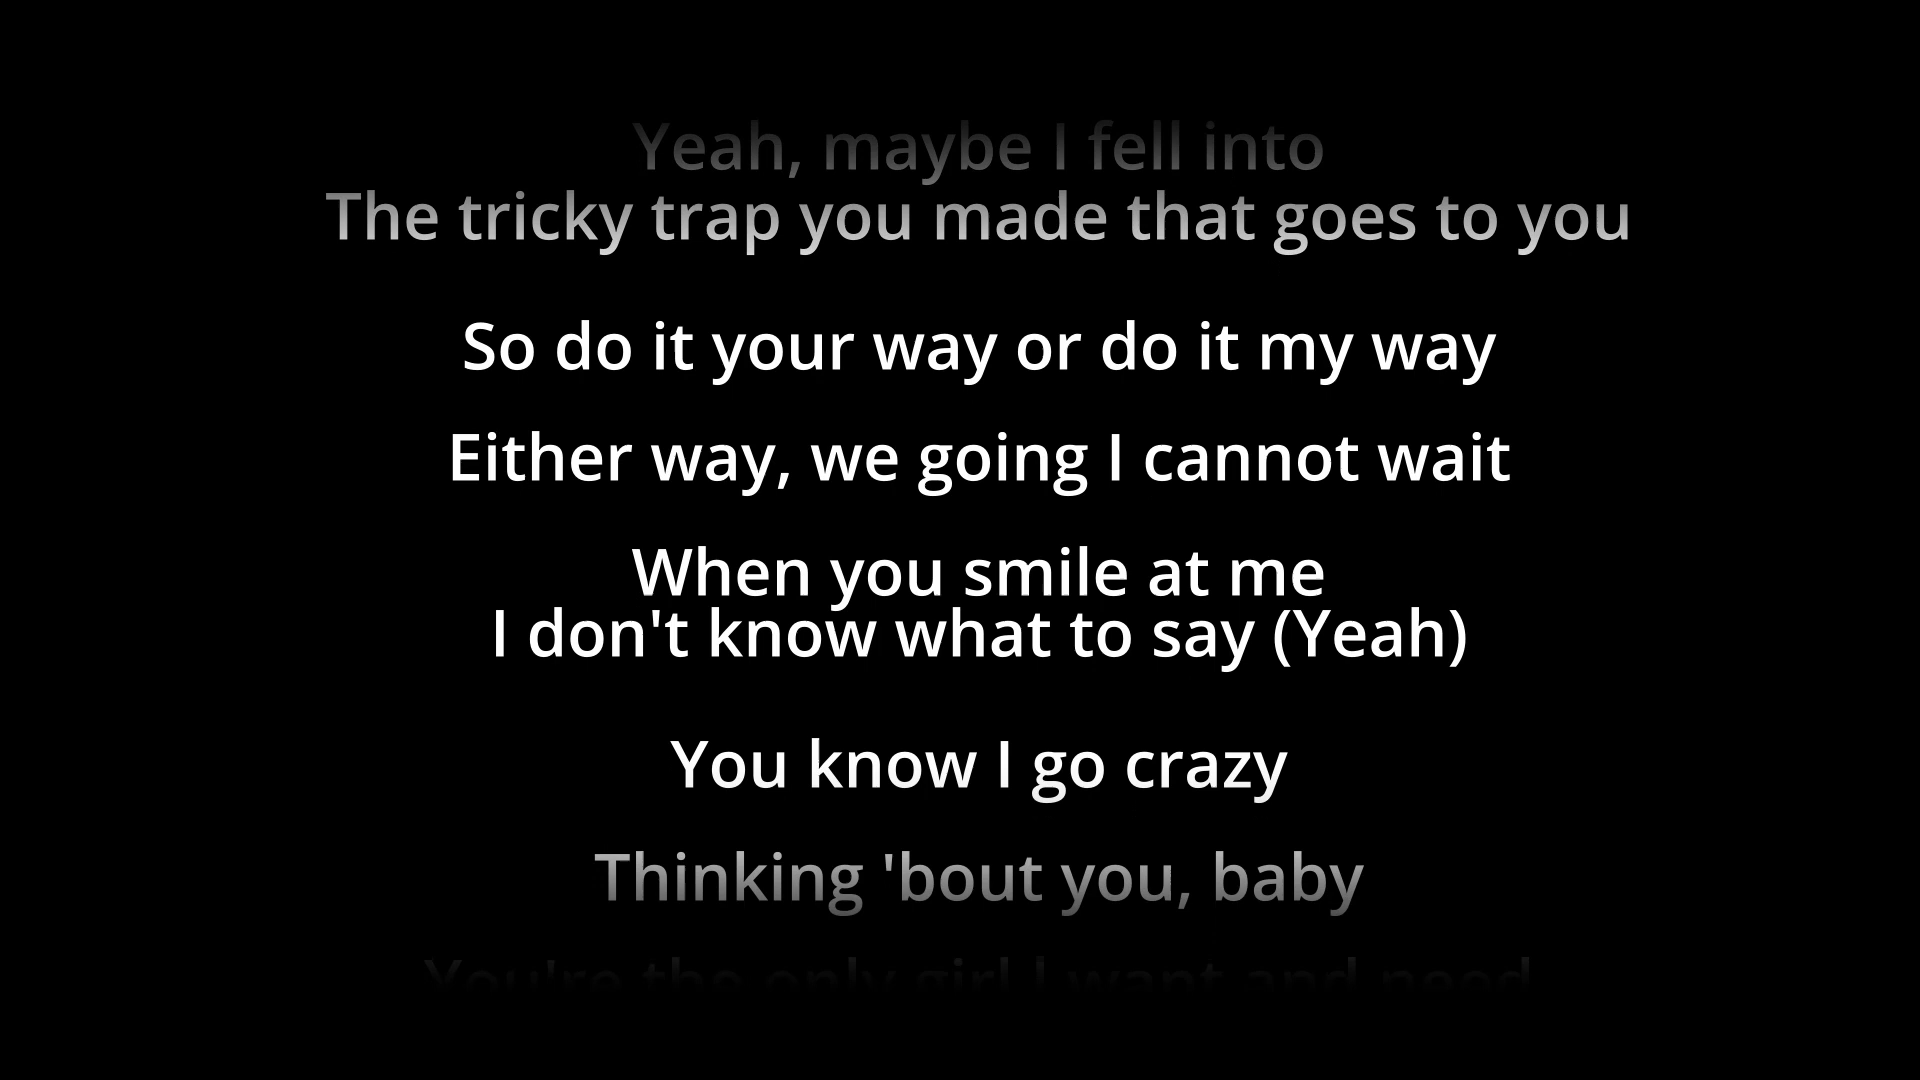 Yeah, maybe I fell into
The tricky trap you made that goes to you
So do it your way or do it my way
Either way, we going I cannot wait
When you smile at me
I don't know what to say (Yeah)
You know I go crazy
Thinking 'bout you, baby
You're the only girl I want and need